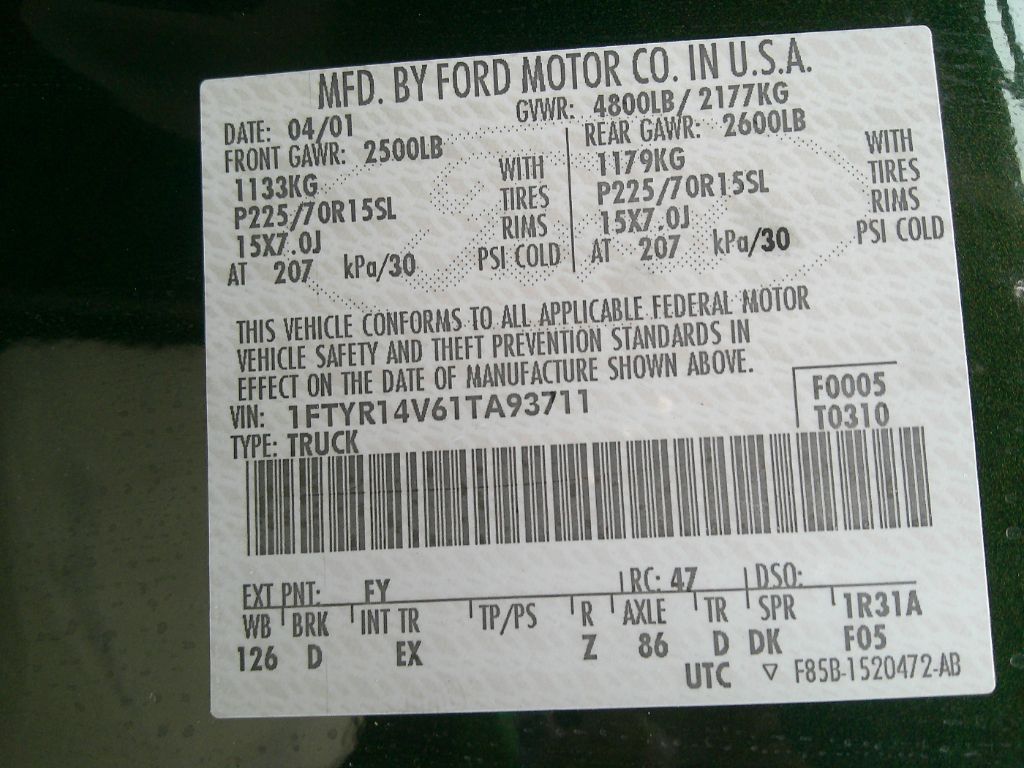 MFD. BY FORD MOTOR CO. IN U.S.A.
DATE: 04/01 GVWR: 4800LB/ 2177KG
FRONT GAWR: 2500LB REAR GAWR: 2600LB
1133KG WITH 1179KG WITH
P225/70R15SL TIRES P225/70R15SL TIRES
15X7.0J RIMS 15X7.0J RIMS
AT 207 kPa/30 PSI COLD AT 207 kPa/30 PSI COLD
THIS VEHICLE CONFORMS TO ALL APPLICABLE FEDERAL MOTOR
VEHICLE SAFETY AND THEFT PREVENTION STANDARDS IN
EFFECT ON THE DATE OF MANUFACTURE SHOWN ABOVE.
VIN: 1FTYR14V61TA93711 F0005
TYPE: TRUCK T0310
EXT PNT: FY RC: 47 DSO:
WB BRK INT TR TP/PS R AXLE TR SPR 1R31A
126 D EX Z 86 D DK F05
UTC ▽ F85B-1520472-AB